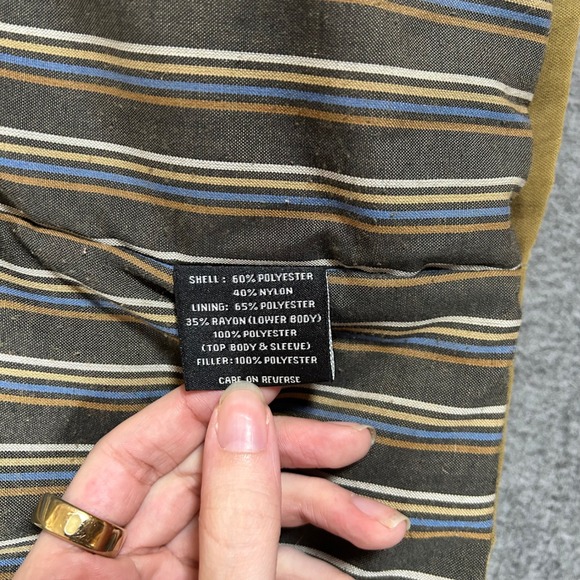 SHELL : 60% POLYESTER
40% NYLON
LINING: 65% POLYESTER
35% RAYON (LOWER BODY)
100% POLYESTER
(TOP BODY & SLEEVE)
FILLER: 100% POLYESTER
CARE ON REVERSE